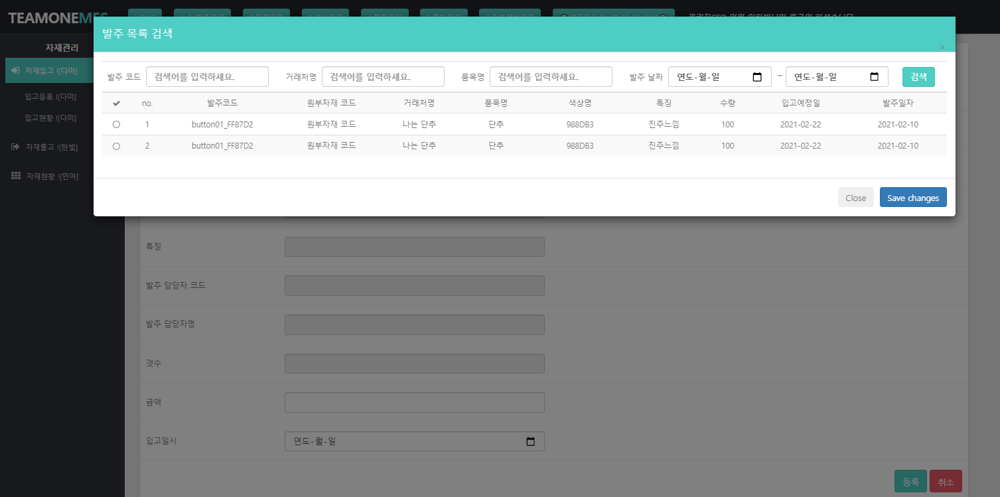 TEAMONEMES
발주 목록 검색
×
자재관리
자재입고 ![다미]
입고등록 ![다미]
입고현황 ![다미]
자재출고 ![한빛]
자재현황 ![민아]
발주 코드 검색어를 입력하세요. 거래처명 검색어를 입력하세요. 품목명 검색어를 입력하세요. 발주 날짜 연도-월-일 ~ 연도-월-일 검색
no. 발주코드 원부자재 코드 거래처명 품목명 색상명 특징 수량 입고예정일 발주일자
1 button01_FF87D2 원부자재 코드 나는 단추 단추 988DB3 진주느낌 100 2021-02-22 2021-02-10
2 button01_FF87D2 원부자재 코드 나는 단추 단추 988DB3 진주느낌 100 2021-02-22 2021-02-10
Close Save changes
특징
발주 담당자 코드
발주 담당자명
갯수
금액
입고일시 연도-월-일
등록 취소